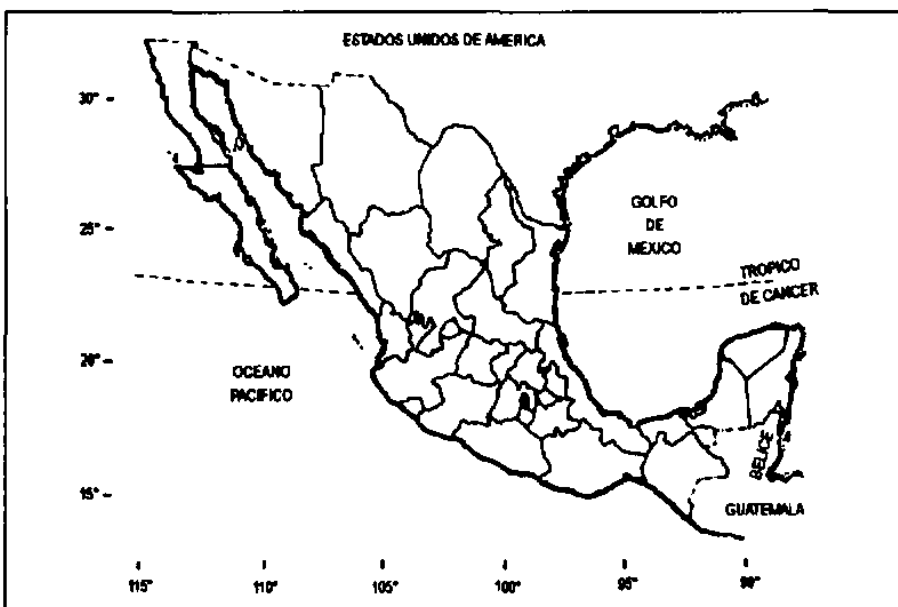 ESTADOS UNIDOS DE AMERICA
30°
25°
GOLFO
DE
MEXICO
TROPICO
DE CANCER
20°
OCEANO
PACIFICO
BELICE
15°
GUATEMALA
115° 110° 105° 100° 95° 90°